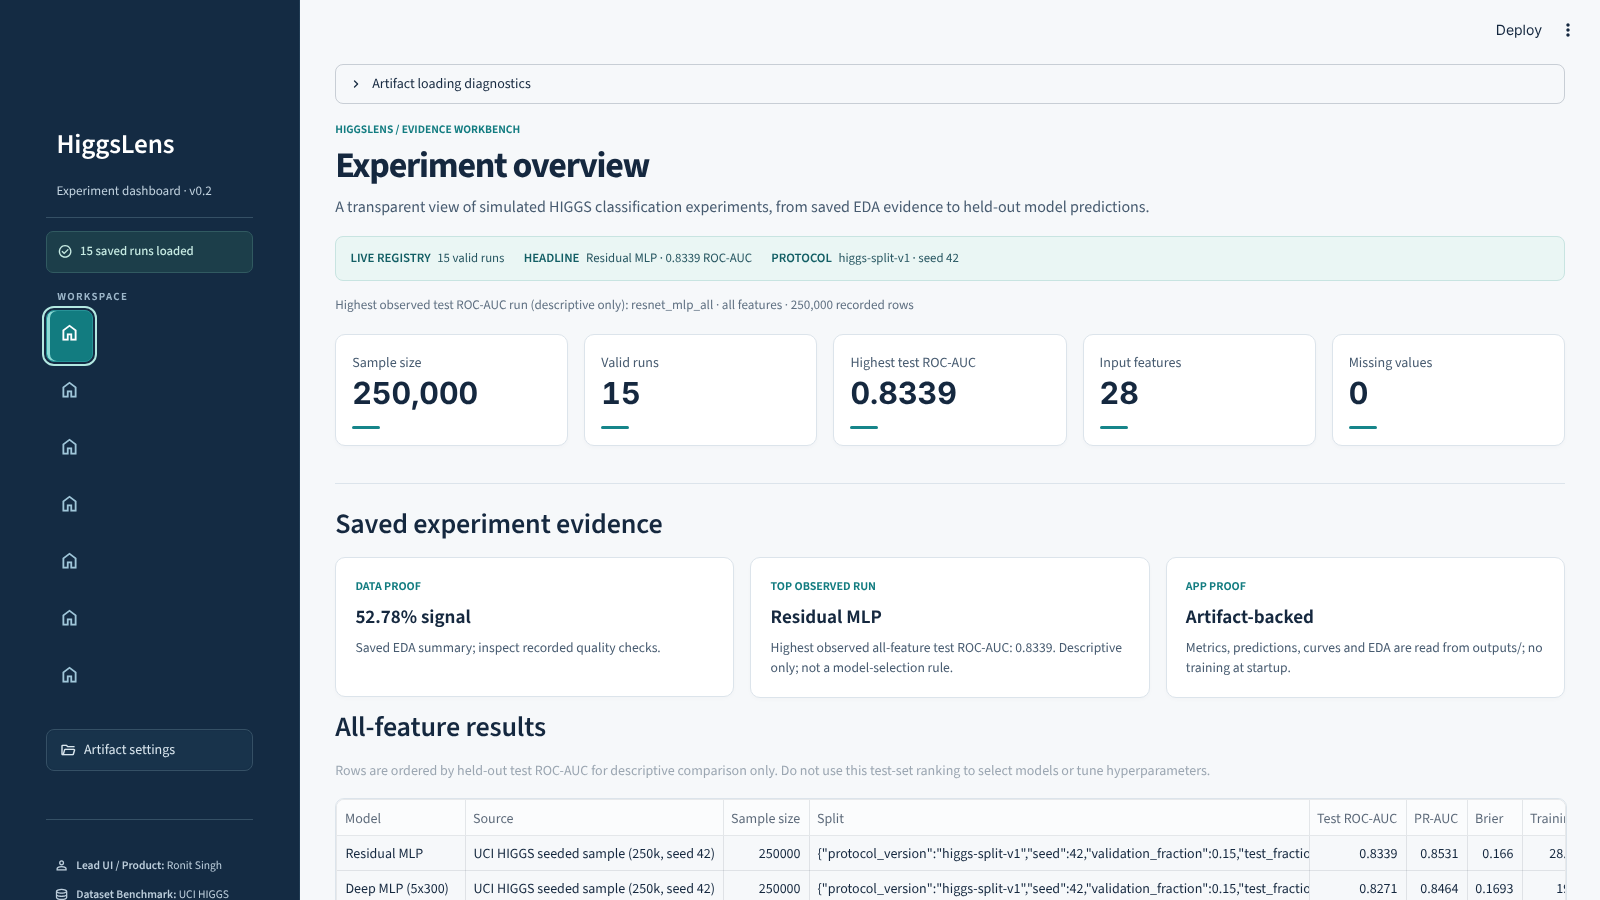 Deploy
HiggsLens
Experiment dashboard · v0.2
15 saved runs loaded
WORKSPACE
Artifact settings
Lead UI / Product: Ronit Singh
Dataset Benchmark: UCI HIGGS
Artifact loading diagnostics
HIGGSLENS / EVIDENCE WORKBENCH
Experiment overview
A transparent view of simulated HIGGS classification experiments, from saved EDA evidence to held-out model predictions.
LIVE REGISTRY 15 valid runs HEADLINE Residual MLP · 0.8339 ROC-AUC PROTOCOL higgs-split-v1 · seed 42
Highest observed test ROC-AUC run (descriptive only): resnet_mlp_all · all features · 250,000 recorded rows
Sample size
250,000
Valid runs
15
Highest test ROC-AUC
0.8339
Input features
28
Missing values
0
Saved experiment evidence
DATA PROOF
52.78% signal
Saved EDA summary; inspect recorded quality checks.
TOP OBSERVED RUN
Residual MLP
Highest observed all-feature test ROC-AUC: 0.8339. Descriptive
only; not a model-selection rule.
APP PROOF
Artifact-backed
Metrics, predictions, curves and EDA are read from outputs/; no
training at startup.
All-feature results
Rows are ordered by held-out test ROC-AUC for descriptive comparison only. Do not use this test-set ranking to select models or tune hyperparameters.
Model Source Sample size Split Test ROC-AUC PR-AUC Brier
Residual MLP UCI HIGGS seeded sample (250k, seed 42) 250000 {"protocol_version":"higgs-split-v1","seed":42,"validation_fraction":0.15,"test_fractio 0.8339 0.8531 0.166 28.
Deep MLP (5x300) UCI HIGGS seeded sample (250k, seed 42) 250000 {"protocol_version":"higgs-split-v1","seed":42,"validation_fraction":0.15,"test_fractio 0.8271 0.8464 0.1693